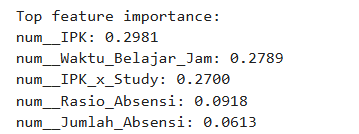 Top feature importance:
num__IPK: 0.2981
num__Waktu_Belajar_Jam: 0.2789
num__IPK_x_Study: 0.2700
num__Rasio_Absensi: 0.0918
num__Jumlah_Absensi: 0.0613